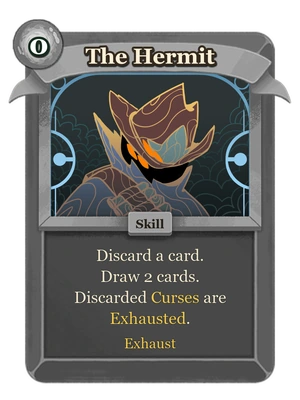 0
The Hermit
Skill
Discard a card.
Draw 2 cards.
Discarded Curses are
Exhausted.
Exhaust